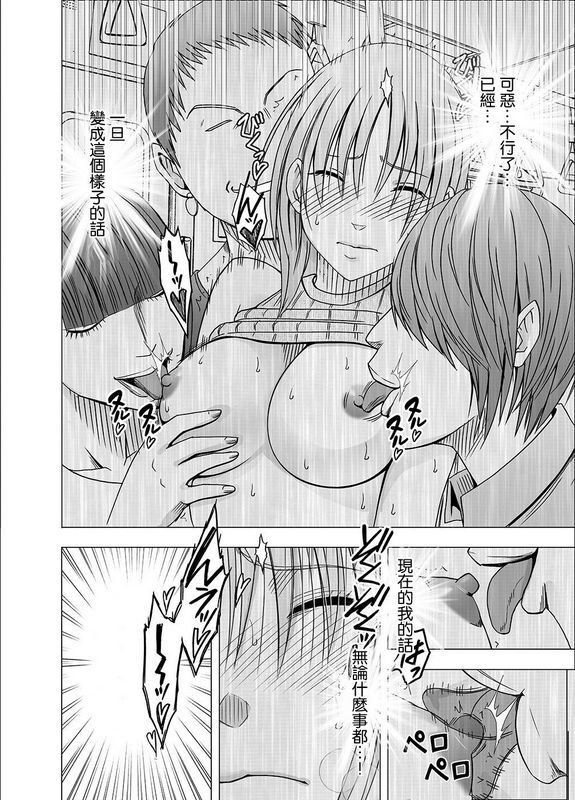 可惡…不行了…
已經…
一旦
變成這個樣子的話
ヌル♡
ヌル♡
ヌル♡
ヌル♡
現在的我的話
無論什麼事都…！
ペロ
ペロ